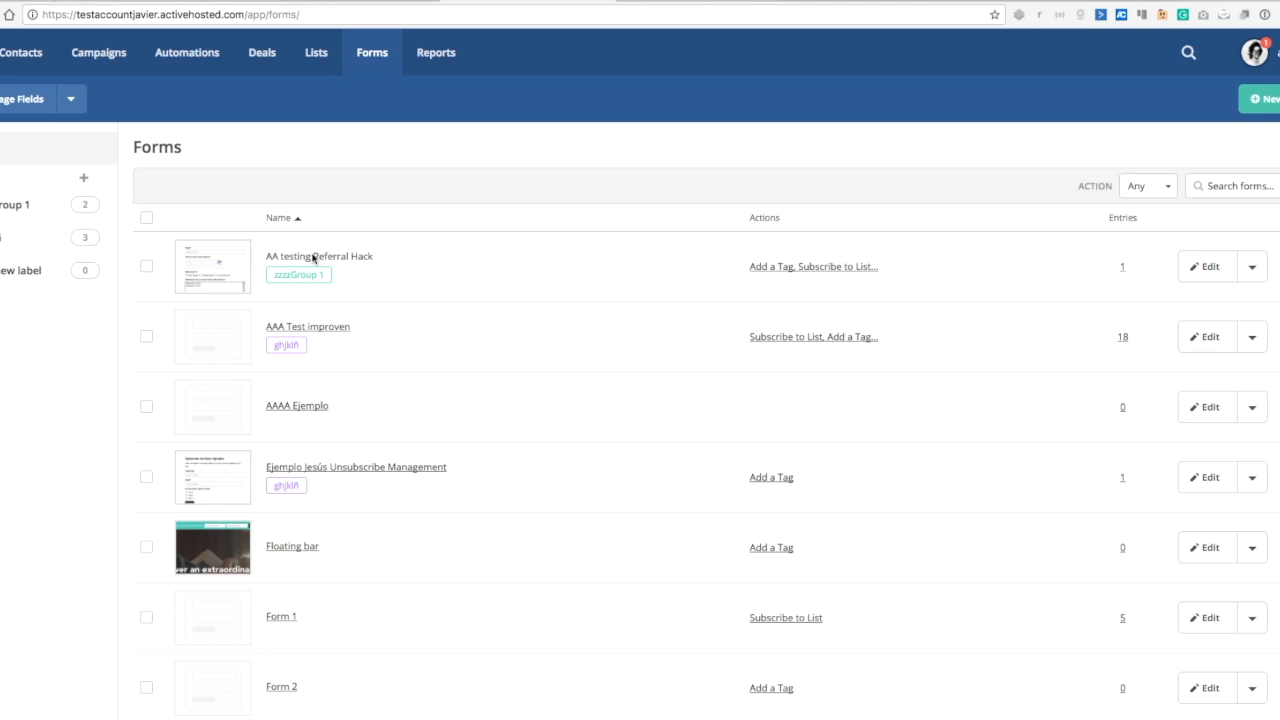 https://testaccountjavier.activehosted.com/app/forms/
Contacts Campaigns Automations Deals Lists Forms Reports
1
age Fields
New
Forms
ACTION Any Search forms...
roup 1 2
3
ew label 0
Name Actions Entries
AA testing Referral Hack
zzzzGroup 1
Add a Tag, Subscribe to List... 1 Edit
AAA Test improven
ghjklñ
Subscribe to List, Add a Tag... 18 Edit
AAAA Ejemplo 0 Edit
Ejemplo Jesús Unsubscribe Management
ghjklñ
Add a Tag 1 Edit
Floating bar Add a Tag 0 Edit
ver an extraordina
Form 1 Subscribe to List 5 Edit
Form 2 Add a Tag 0 Edit